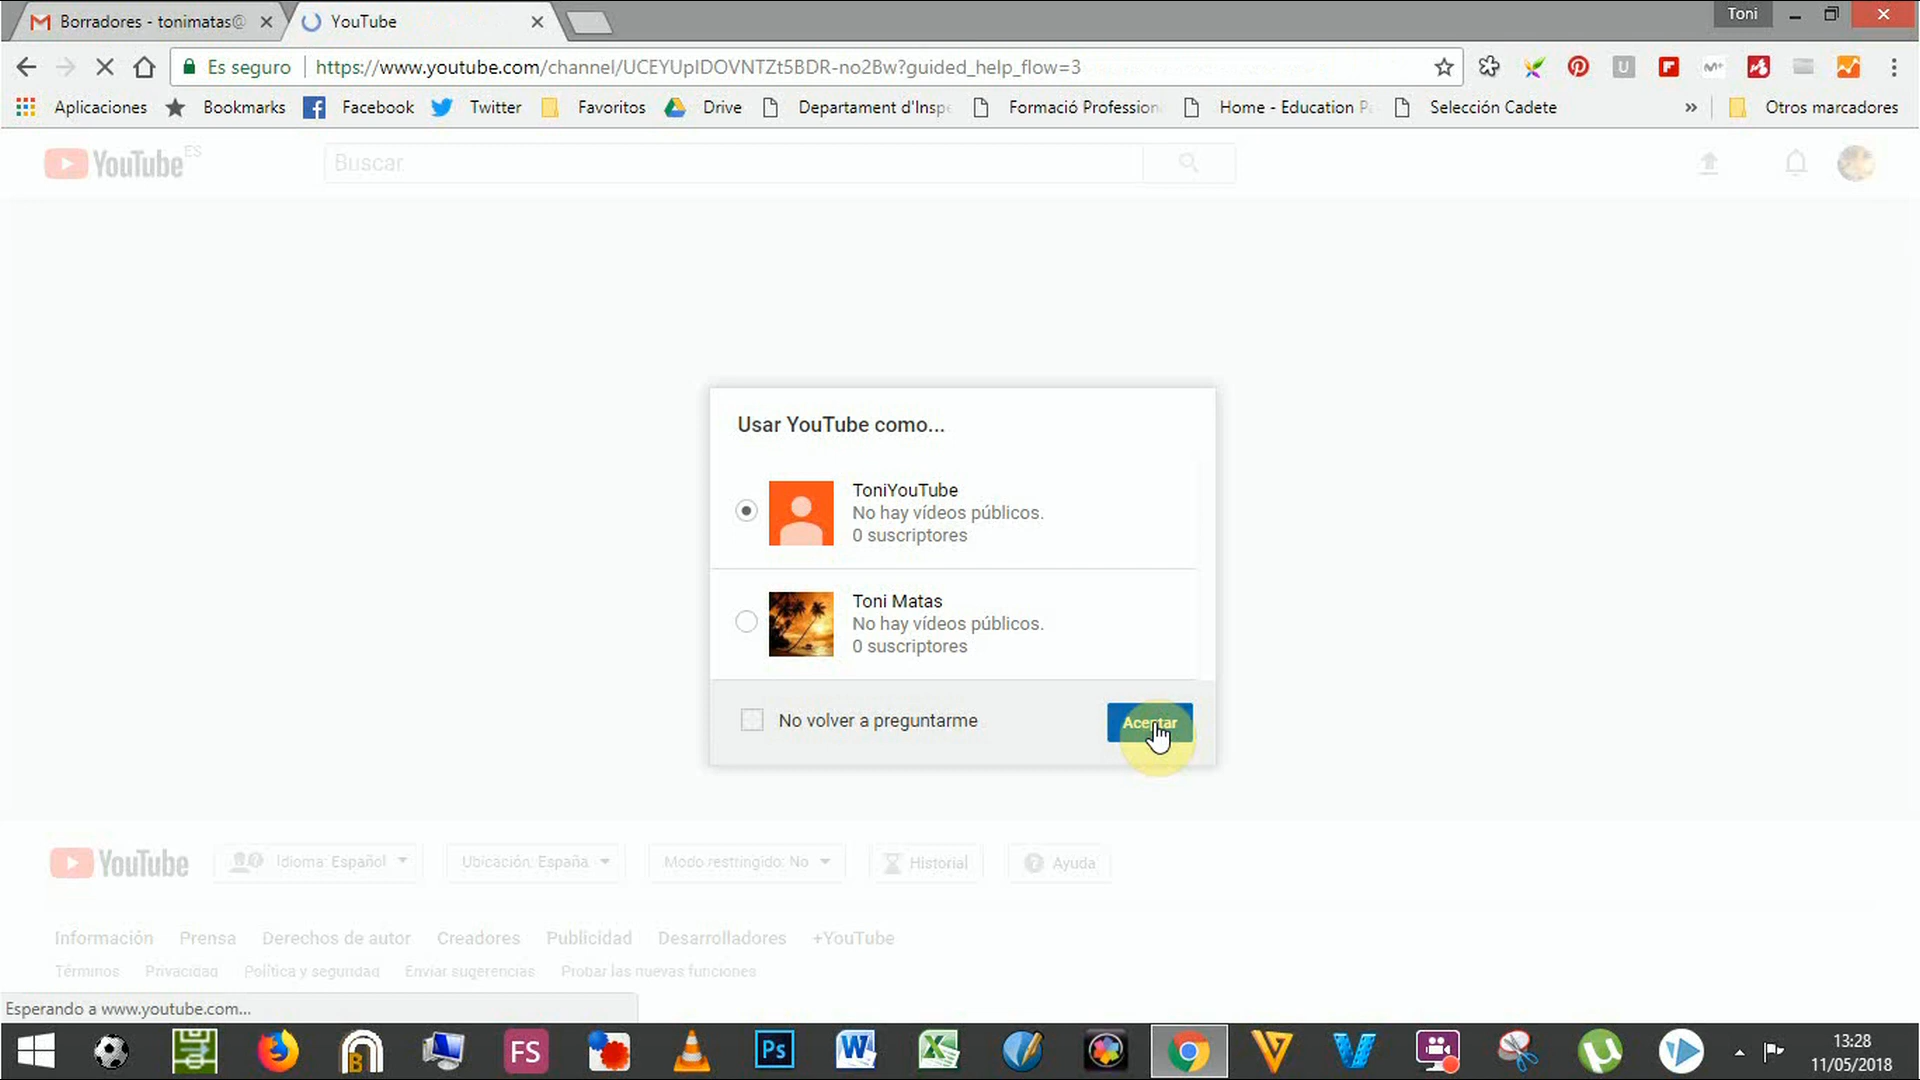 Borradores - tonimatas@
YouTube
Toni
Es seguro
https://www.youtube.com/channel/UCEYUpIDOVNTZt5BDR-no2Bw?guided_help_flow=3
Aplicaciones
Bookmarks
Facebook
Twitter
Favoritos
Drive
Departament d'Inspe
Formació Profession
Home - Education P
Selección Cadete
»
Otros marcadores
YouTube ES
Buscar
Usar YouTube como...
ToniYouTube
No hay vídeos públicos.
0 suscriptores
Toni Matas
No hay vídeos públicos.
0 suscriptores
No volver a preguntarme
Aceptar
YouTube
Idioma: Español
Ubicación: España
Modo restringido: No
Historial
Ayuda
Información
Prensa
Derechos de autor
Creadores
Publicidad
Desarrolladores
+YouTube
Términos
Privacidad
Política y seguridad
Enviar sugerencias
Probar las nuevas funciones
Esperando a www.youtube.com...
FS
Ps
13:28
11/05/2018